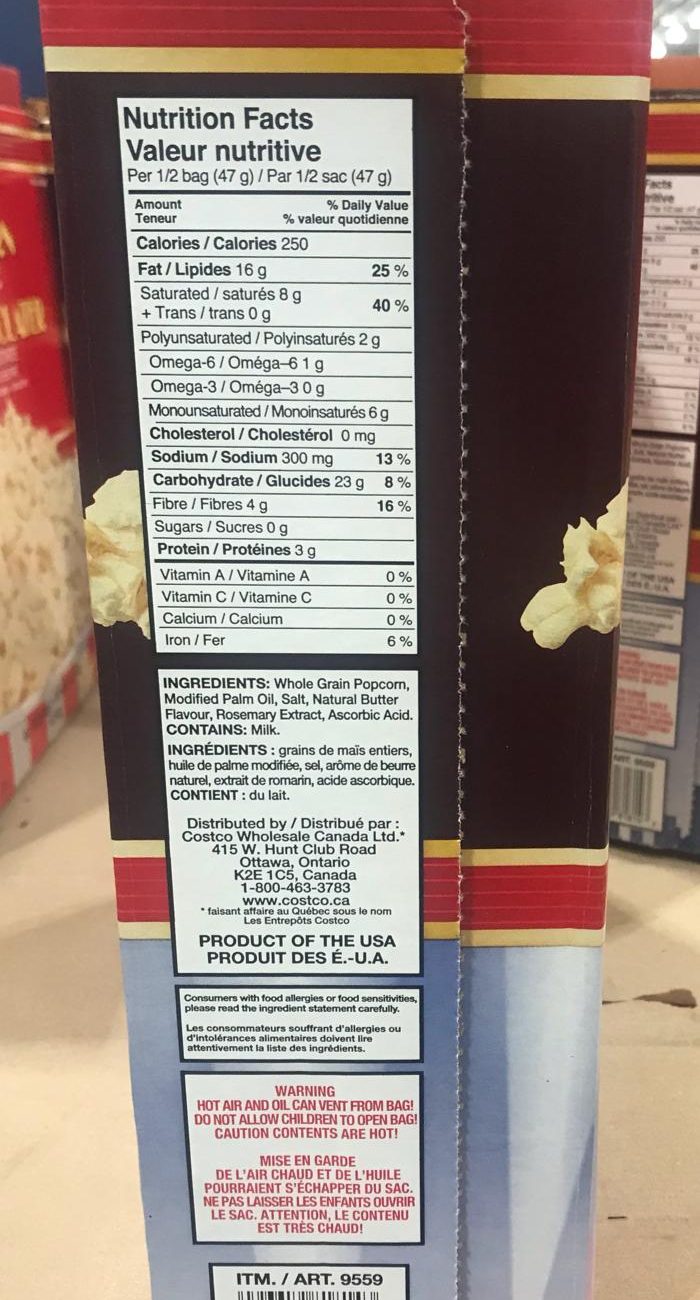 Nutrition Facts
Valeur nutritive
Per 1/2 bag (47 g) / Par 1/2 sac (47 g)
Amount % Daily Value
Teneur % valeur quotidienne
Calories / Calories 250
Fat / Lipides 16 g 25 %
Saturated / saturés 8 g
+ Trans / trans 0 g 40 %
Polyunsaturated / Polyinsaturés 2 g
Omega-6 / Oméga–6 1 g
Omega-3 / Oméga–3 0 g
Monounsaturated / Monoinsaturés 6 g
Cholesterol / Cholestérol 0 mg
Sodium / Sodium 300 mg 13 %
Carbohydrate / Glucides 23 g 8 %
Fibre / Fibres 4 g 16 %
Sugars / Sucres 0 g
Protein / Protéines 3 g
Vitamin A / Vitamine A 0 %
Vitamin C / Vitamine C 0 %
Calcium / Calcium 0 %
Iron / Fer 6 %
INGREDIENTS: Whole Grain Popcorn,
Modified Palm Oil, Salt, Natural Butter
Flavour, Rosemary Extract, Ascorbic Acid.
CONTAINS: Milk.
INGRÉDIENTS : grains de maïs entiers,
huile de palme modifiée, sel, arôme de beurre
naturel, extrait de romarin, acide ascorbique.
CONTIENT : du lait.
Distributed by / Distribué par :
Costco Wholesale Canada Ltd.*
415 W. Hunt Club Road
Ottawa, Ontario
K2E 1C5, Canada
1-800-463-3783
www.costco.ca
* faisant affaire au Québec sous le nom
Les Entrepôts Costco
PRODUCT OF THE USA
PRODUIT DES É.-U.A.
Consumers with food allergies or food sensitivities,
please read the ingredient statement carefully.
Les consommateurs souffrant d'allergies ou
d'intolérances alimentaires doivent lire
attentivement la liste des ingrédients.
WARNING
HOT AIR AND OIL CAN VENT FROM BAG!
DO NOT ALLOW CHILDREN TO OPEN BAG!
CAUTION CONTENTS ARE HOT!
MISE EN GARDE
DE L'AIR CHAUD ET DE L'HUILE
POURRAIENT S'ÉCHAPPER DU SAC.
NE PAS LAISSER LES ENFANTS OUVRIR
LE SAC. ATTENTION, LE CONTENU
EST TRÈS CHAUD!
ITM. / ART. 9559